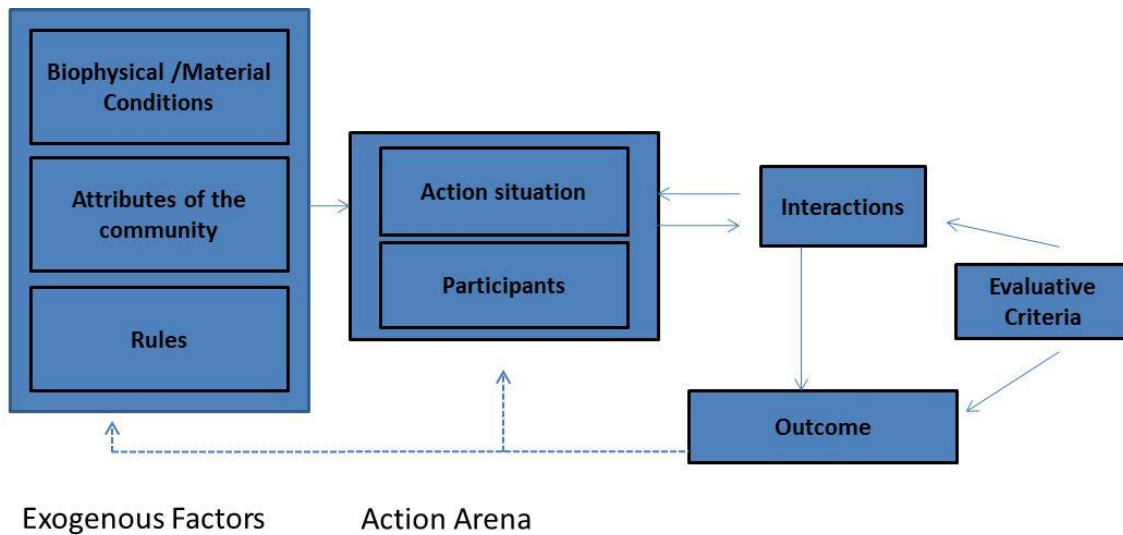 Biophysical /Material
Conditions
Attributes of the
community
Rules
Action situation
Participants
Interactions
Evaluative
Criteria
Outcome
Exogenous Factors
Action Arena